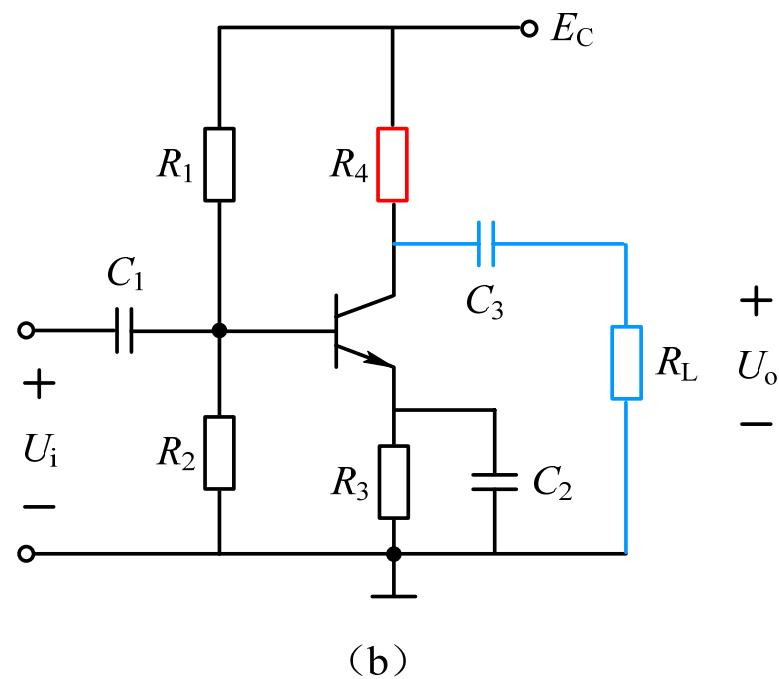 E_C
R_1
R_4
C_1
C_3
+
+
R_L
U_o
U_i
−
R_2
R_3
C_2
−
（b）